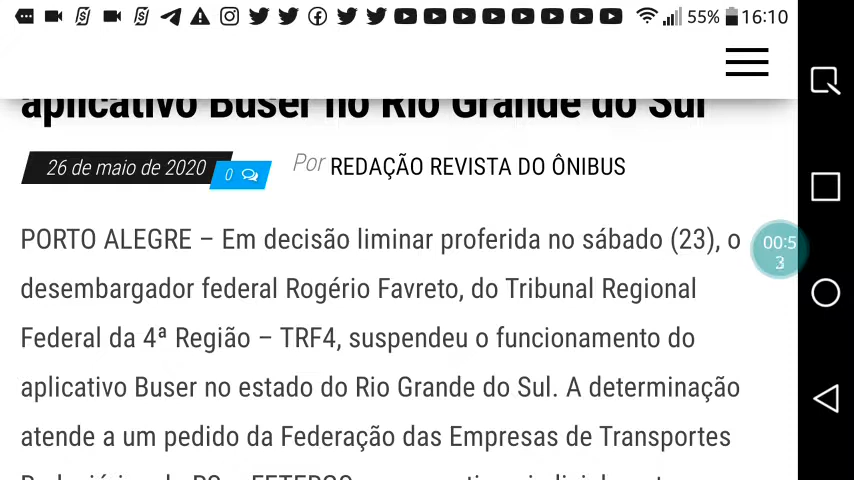 55% 16:10
aplicativo Buser no Rio Grande do Sul
26 de maio de 2020 0 Por REDAÇÃO REVISTA DO ÔNIBUS
PORTO ALEGRE – Em decisão liminar proferida no sábado (23), o
00:53
desembargador federal Rogério Favreto, do Tribunal Regional
Federal da 4ª Região – TRF4, suspendeu o funcionamento do
aplicativo Buser no estado do Rio Grande do Sul. A determinação
atende a um pedido da Federação das Empresas de Transportes